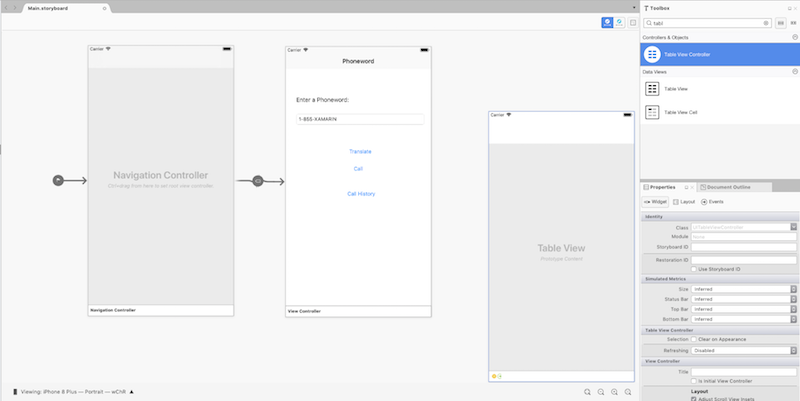 Main.storyboard
Carrier
Navigation Controller
Ctrl+drag from here to set root view controller.
Navigation Controller
Carrier
Phoneword
Enter a Phoneword:
1-855-XAMARIN
Translate
Call
Call History
View Controller
Carrier
Table View
Prototype Content
Viewing: iPhone 8 Plus — Portrait — wChR
Toolbox
tabl
Controllers & Objects
Table View Controller
Data Views
Table View
Table View Cell
Properties
Document Outline
Widget
Layout
Events
Identity
Class UITableViewController
Module None
Storyboard ID
Restoration ID
Use Storyboard ID
Simulated Metrics
Size Inferred
Status Bar Inferred
Top Bar Inferred
Bottom Bar Inferred
Table View Controller
Selection Clear on Appearance
Refreshing Disabled
View Controller
Title
Is Initial View Controller
Layout
Adjust Scroll View Insets